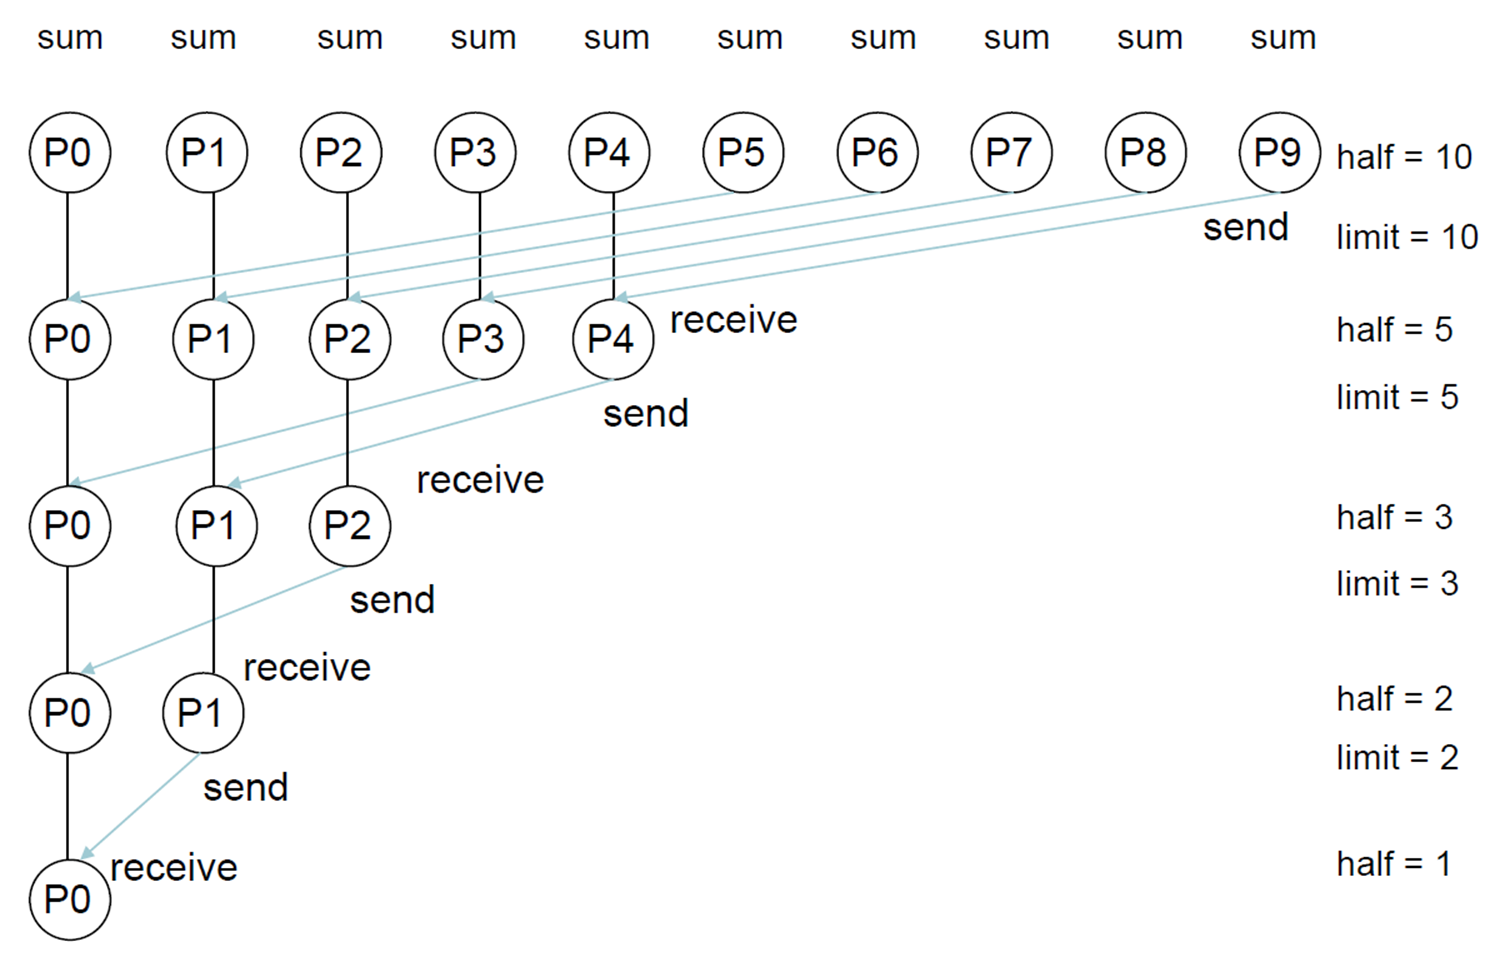 sum sum sum sum sum sum sum sum sum sum
P0 P1 P2 P3 P4 P5 P6 P7 P8 P9 half = 10
send limit = 10
P0 P1 P2 P3 P4 receive half = 5
send limit = 5
receive
P0 P1 P2 half = 3
send limit = 3
receive
P0 P1 half = 2
send limit = 2
receive half = 1
P0